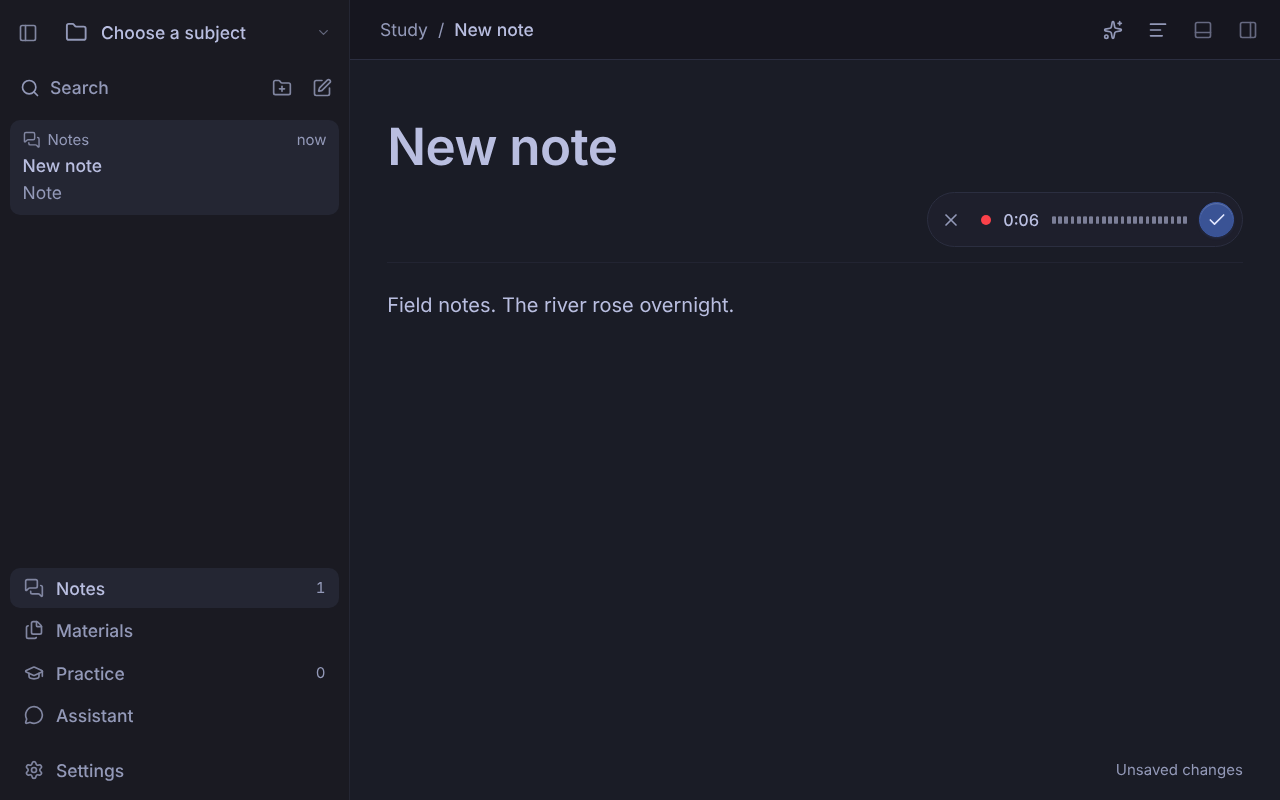 Choose a subject
Search
Notes now
New note
Note
Notes 1
Materials
Practice 0
Assistant
Settings
Study / New note
New note
0:06
Field notes. The river rose overnight.
Unsaved changes